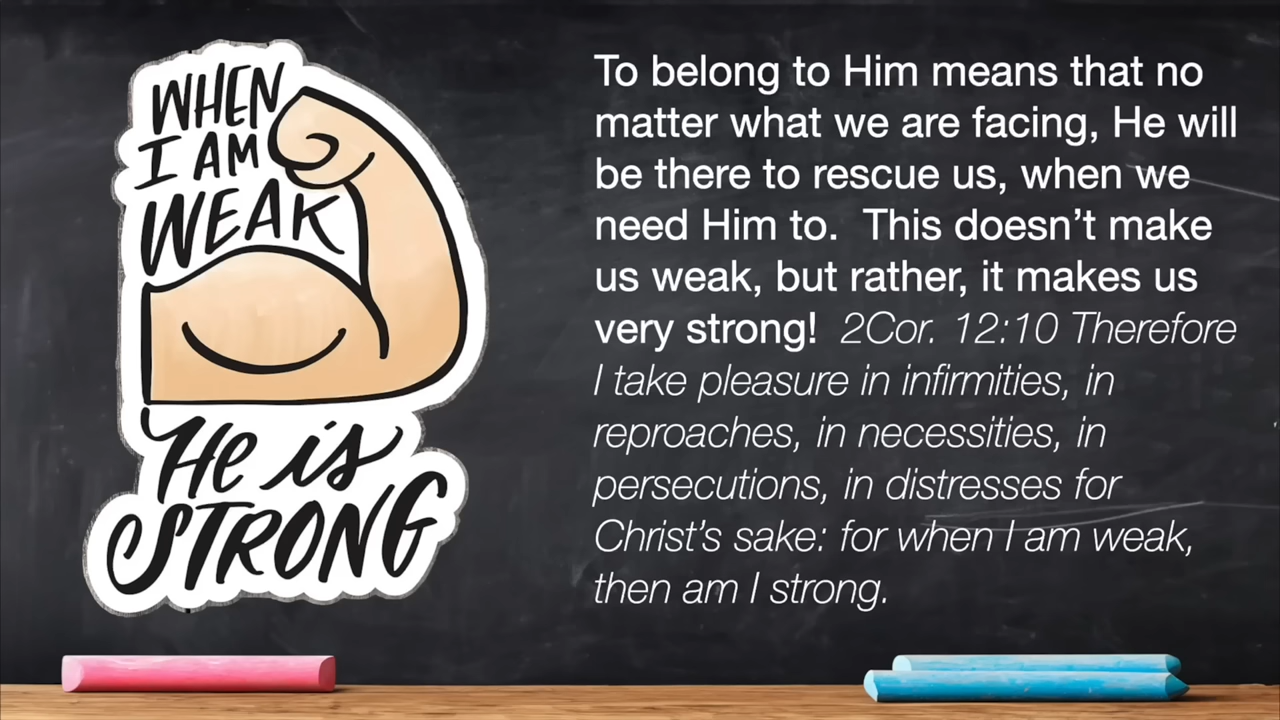 WHEN
I AM
WEAK
He is
STRONG
To belong to Him means that no
matter what we are facing, He will
be there to rescue us, when we
need Him to.  This doesn’t make
us weak, but rather, it makes us
very strong!  2Cor. 12:10 Therefore
I take pleasure in infirmities, in
reproaches, in necessities, in
persecutions, in distresses for
Christ’s sake: for when I am weak,
then am I strong.